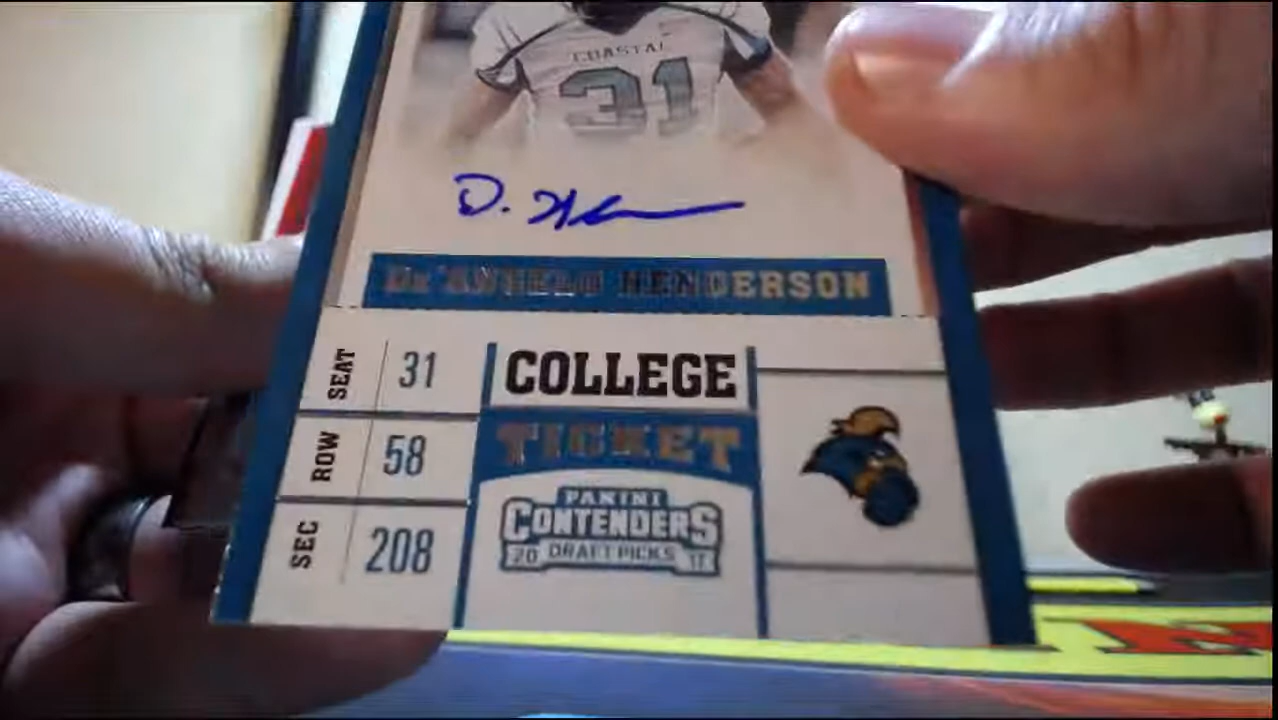 COASTAL
31
D. H
DE'ANGELO HENDERSON
SEAT 31
ROW 58
SEC 208
COLLEGE
TICKET
PANINI
CONTENDERS
20 DRAFT PICKS 17